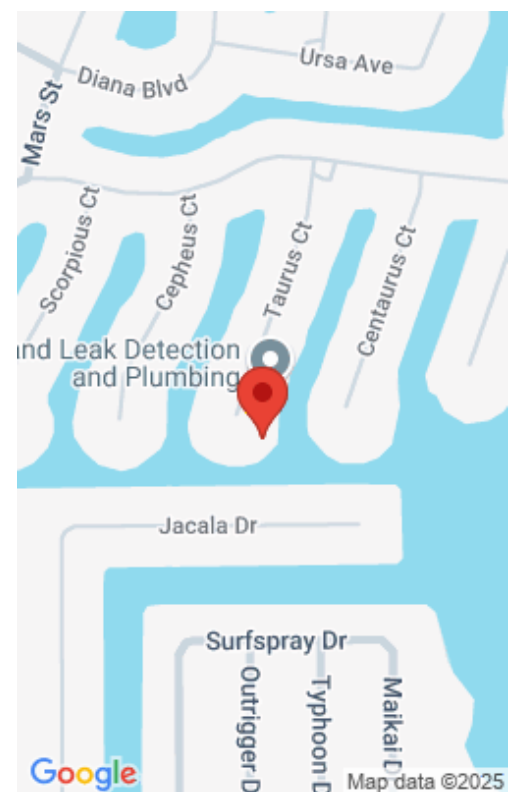 Ursa Ave
Diana Blvd
Mars St
Scorpious Ct
Cepheus Ct
Taurus Ct
Centaurus Ct
nd Leak Detection
and Plumbing
Jacala Dr
Surfspray Dr
Outrigger D
Typhoon D
Maikai D
Google
Map data ©2025